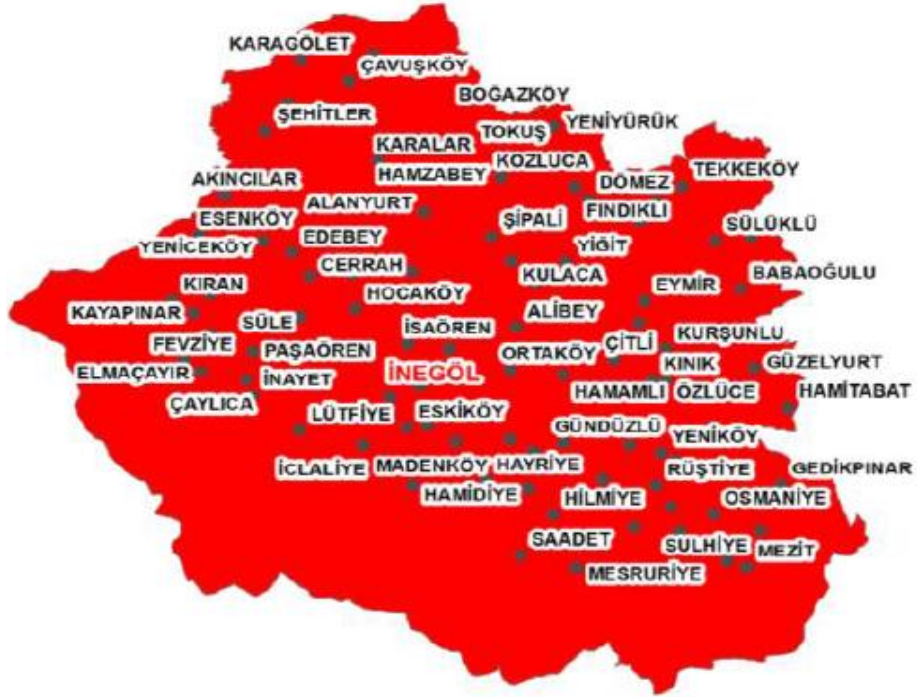 KARAGÖLET
ÇAVUŞKÖY
BOĞAZKÖY
ŞEHİTLER
TOKUŞ
YENİYÜRÜK
KARALAR
KOZLUCA
HAMZABEY
TEKKEKÖY
AKINCILAR
DÖMEZ
ALANYURT
FINDIKLI
ESENKÖY
ŞİPALİ
SÜLÜKLÜ
YENİCEKÖY
EDEBEY
YİĞİT
CERRAH
KULACA
BABAOĞULU
KIRAN
EYMİR
HOCAKÖY
KAYAPINAR
ALİBEY
SÜLE
İSAÖREN
KURŞUNLU
FEVZİYE
ÇİTLİ
PAŞAÖREN
ORTAKÖY
KINIK
GÜZELYURT
ELMAÇAYIR
İNEGÖL
İNAYET
HAMAMLI
ÖZLÜCE
HAMİTABAT
ÇAYLICA
LÜTFİYE
ESKİKÖY
GÜNDÜZLÜ
YENİKÖY
İCLALİYE
MADENKÖY
HAYRİYE
RÜŞTİYE
GEDİKPINAR
HAMİDİYE
HİLMİYE
OSMANİYE
SAADET
SULHİYE
MEZİT
MESRURİYE